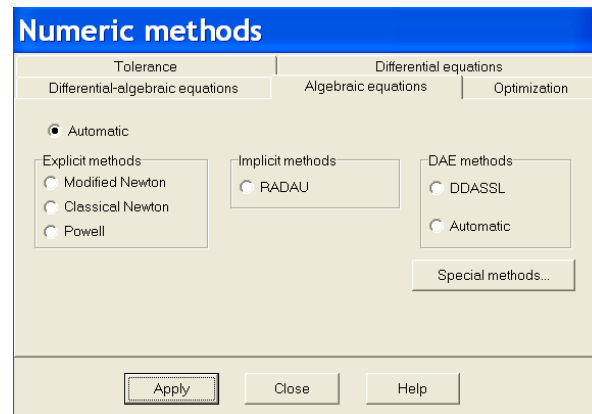 Numeric methods
Tolerance Differential equations
Differential-algebraic equations Algebraic equations Optimization
Automatic
Explicit methods Implicit methods DAE methods
Modified Newton RADAU DDASSL
Classical Newton
Powell Automatic
Special methods...
Apply Close Help